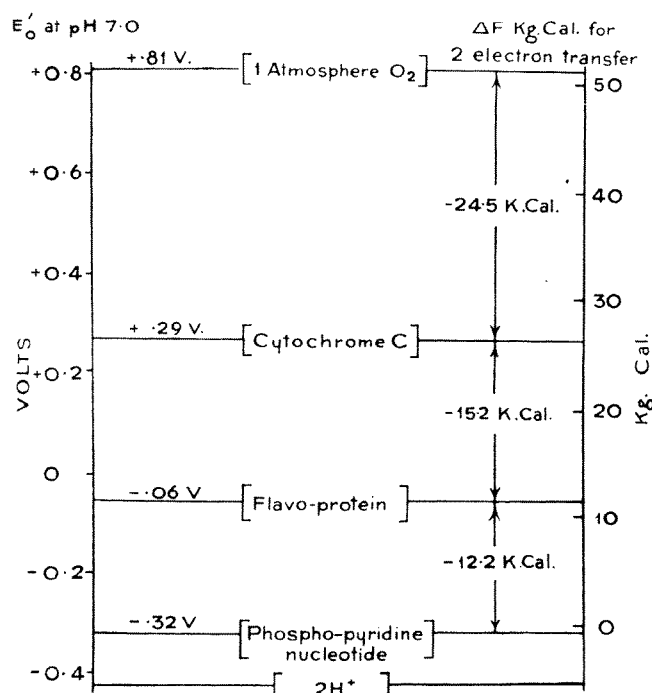 E′₀ at pH 7·0
ΔF Kg.Cal. for
2 electron transfer
+·81 V.
1 Atmosphere O₂
+0·8
50
+0·6
-24·5 K.Cal.
40
+0·4
30
+ ·29 V.
Cytochrome C
VOLTS
+0·2
Kg. Cal.
-15·2 K.Cal.
20
0
-·06 V
Flavo-protein
10
-0·2
-12·2 K.Cal.
-·32 V
Phospho-pyridine
nucleotide
0
-0·4
2H⁺